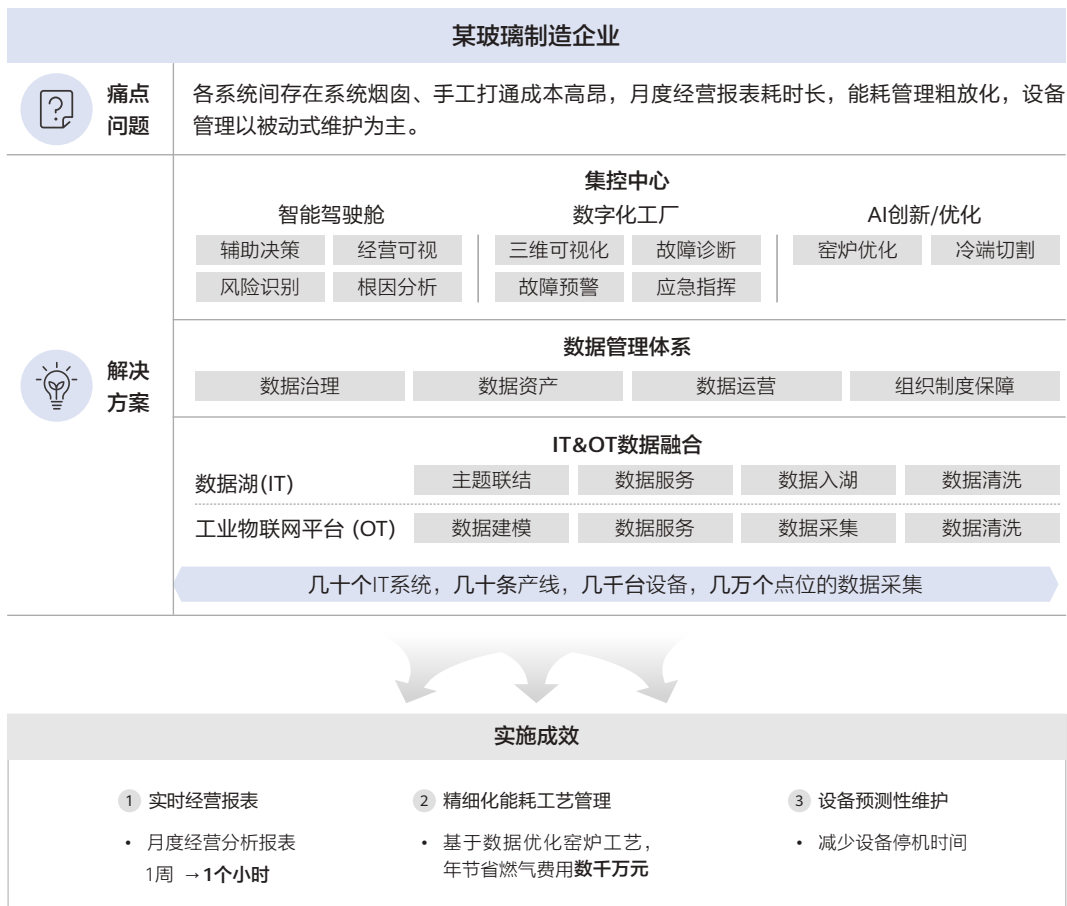 某玻璃制造企业
痛点
问题
各系统间存在系统烟囱、手工打通成本高昂，月度经营报表耗时长，能耗管理粗放化，设备
管理以被动式维护为主。
解决
方案
集控中心
智能驾驶舱 数字化工厂 AI创新/优化
辅助决策 经营可视 三维可视化 故障诊断 窑炉优化 冷端切割
风险识别 根因分析 故障预警 应急指挥
数据管理体系
数据治理 数据资产 数据运营 组织制度保障
IT&OT数据融合
数据湖(IT) 主题联结 数据服务 数据入湖 数据清洗
工业物联网平台 (OT) 数据建模 数据服务 数据采集 数据清洗
几十个IT系统，几十条产线，几千台设备，几万个点位的数据采集
实施成效
1 实时经营报表
• 月度经营分析报表
1周 →1个小时
2 精细化能耗工艺管理
• 基于数据优化窑炉工艺，
年节省燃气费用数千万元
3 设备预测性维护
• 减少设备停机时间